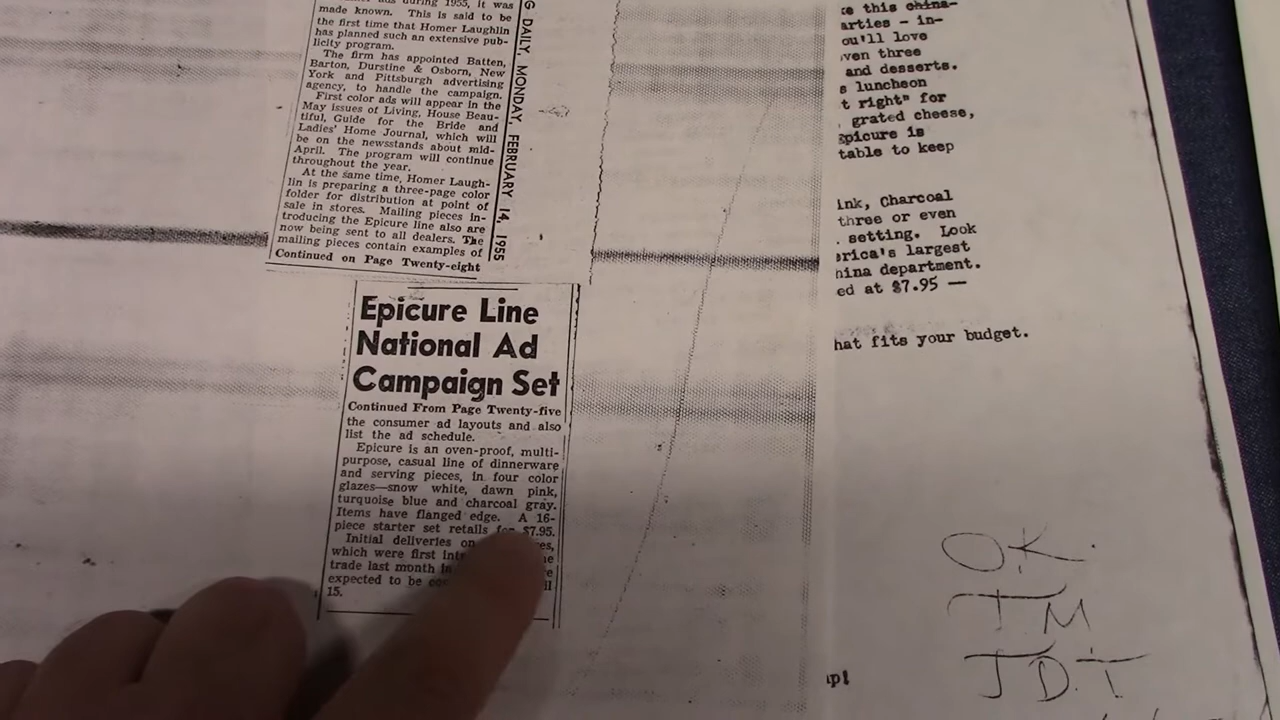 ads during 1955, it was
made known. This is said to be
the first time that Homer Laughlin
has planned such an extensive pub-
licity program.
The firm has appointed Batten,
Barton, Durstine & Osborn, New
York and Pittsburgh advertising
agency, to handle the campaign.
First color ads will appear in the
May issues of Living, House Beau-
tiful, Guide for the Bride and
Ladies' Home Journal, which will
be on the newsstands about mid-
April. The program will continue
throughout the year.
At the same time, Homer Laugh-
lin is preparing a three-page color
folder for distribution at point of
sale in stores. Mailing pieces in-
troducing the Epicure line also are
now being sent to all dealers. The
mailing pieces contain examples of
Continued on Page Twenty-eight
G DAILY, MONDAY, FEBRUARY 14, 1955
Epicure Line
National Ad
Campaign Set
Continued From Page Twenty-five
the consumer ad layouts and also
list the ad schedule.
Epicure is an oven-proof, multi-
purpose, casual line of dinnerware
and serving pieces, in four color
glazes—snow white, dawn pink,
turquoise blue and charcoal gray.
Items have flanged edge. A 16-
piece starter set retails for $7.95.
Initial deliveries on
which were first
trade last month
expected to be
15.
this china-
arties - in-
ou'll love
ven three
and desserts.
luncheon
t right" for
grated cheese,
Epicure is
table to keep
ink, Charcoal
three or even
setting. Look
erica's largest
hina department.
ed at $7.95 —
hat fits your budget.
up!
O.K.
T M
J D T